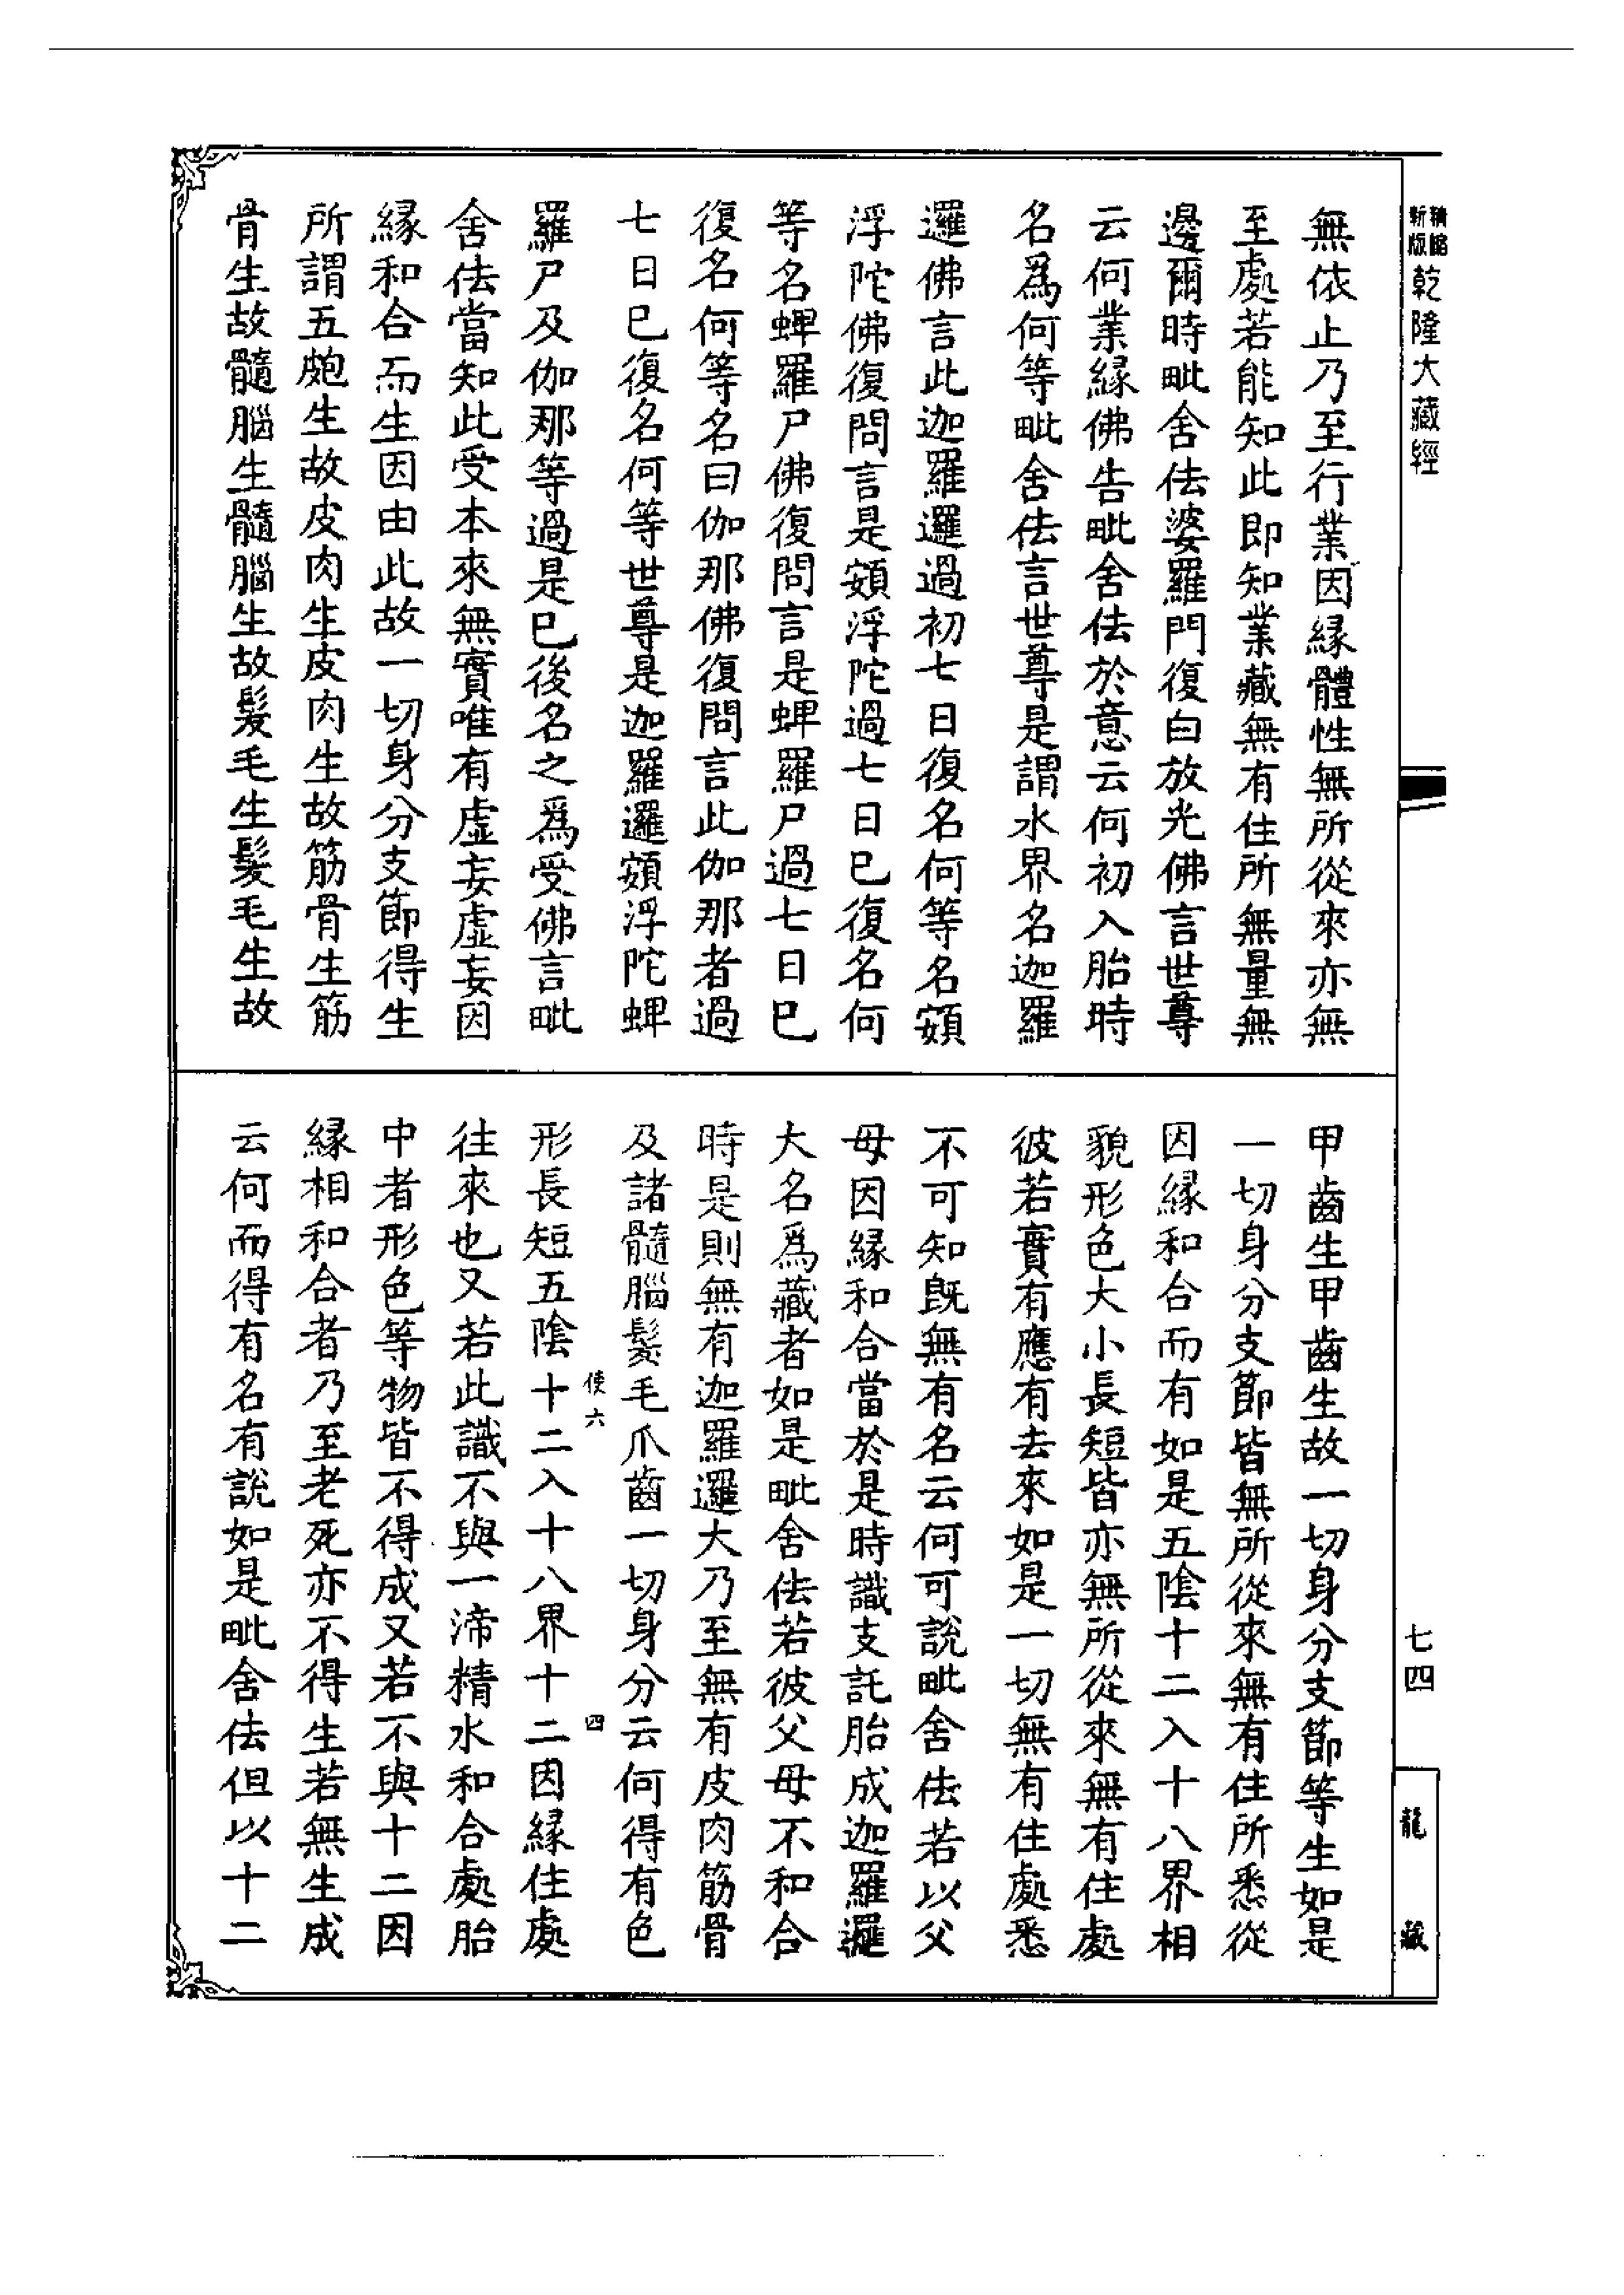 新版精縮乾隆大藏經
無依止乃至行業因緣體性無所從來亦無
至處若能知此即知業藏無有住所無量無
邊爾時毗舍佉婆羅門復白放光佛言世尊
云何業緣佛告毗舍佉於意云何初入胎時
名爲何等毗舍佉言世尊是謂水界名迦羅
邏佛言此迦羅邏過初七日復名何等名頞
浮陀佛復問言是頞浮陀過七日已復名何
等名蜱羅尸佛復問言是蜱羅尸過七日已
復名何等名曰伽那佛復問言此伽那者過
七日已復名何等世尊是迦羅邏頞浮陀蜱
羅尸及伽那等過是已後名之爲受佛言毗
舍佉當知此受本來無實唯有虛妄虛妄因
緣和合而生因由此故一切身分支節得生
所謂五皰生故皮肉生皮肉生故筋骨生筋
骨生故髓腦生髓腦生故髮毛生髮毛生故
甲齒生甲齒生故一切身分支節等生如是
一切身分支節皆無所從來無有住所悉從
因緣和合而有如是五陰十二入十八界相
貌形色大小長短皆亦無所從來無有住處
彼若實有應有去來如是一切無有住處悉
不可知既無有名云何可說毗舍佉若以父
母因緣和合當於是時識支託胎成迦羅邏
大名爲藏者如是毗舍佉若彼父母不和合
時是則無有迦羅邏大乃至無有皮肉筋骨
及諸髓腦髮毛爪齒一切身分云何得有色
使六
四
形長短五陰十二入十八界十二因緣住處
往來也又若此識不與一渧精水和合處胎
中者形色等物皆不得成又若不與十二因
緣相和合者乃至老死亦不得生若無生成
云何而得有名有說如是毗舍佉但以十二
七四
龍藏